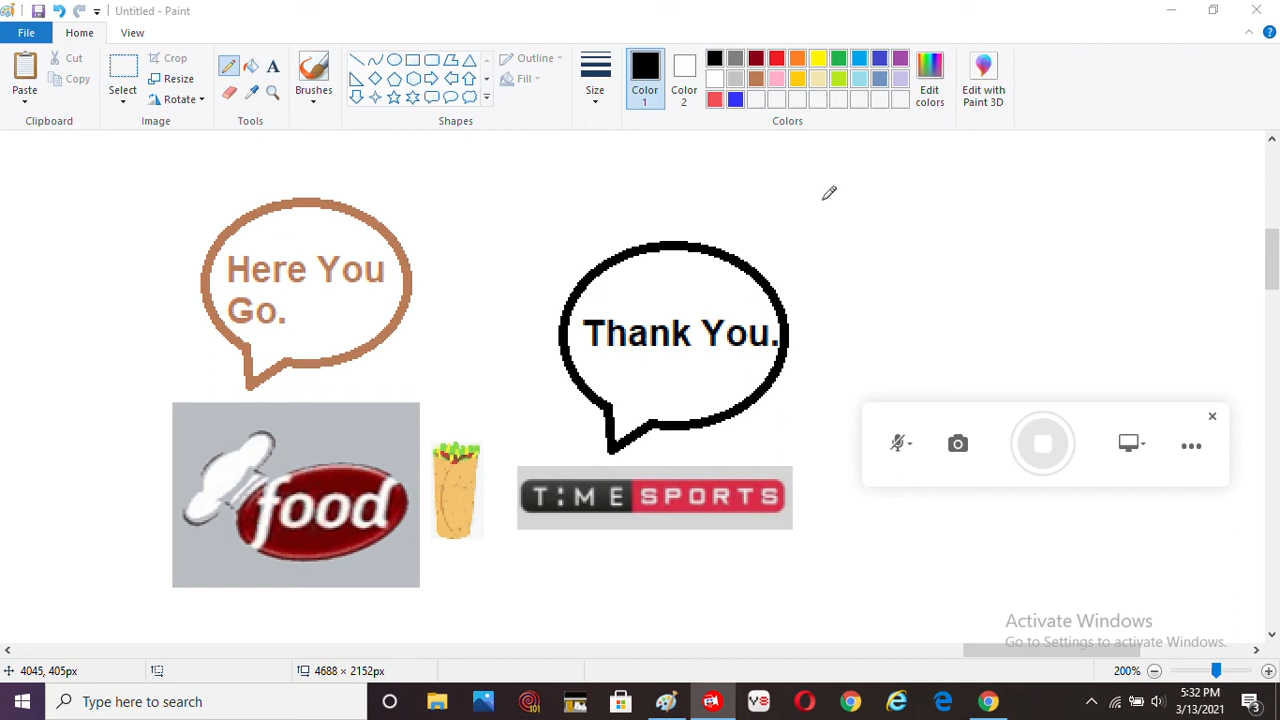 Untitled - Paint
File
Home
View
Paste
Cut
Copy
Clipboard
Select
Crop
Resize
Rotate
Image
A
Tools
Brushes
Outline
Fill
Shapes
Size
Color 1
Color 2
Edit colors
Colors
Edit with Paint 3D
Here You
Go.
Thank You.
food
T:ME SPORTS
Activate Windows
Go to Settings to activate Windows.
4045, 405px
4688 × 2152px
200%
Type here to search
101
YS
5:32 PM
3/13/2021
3